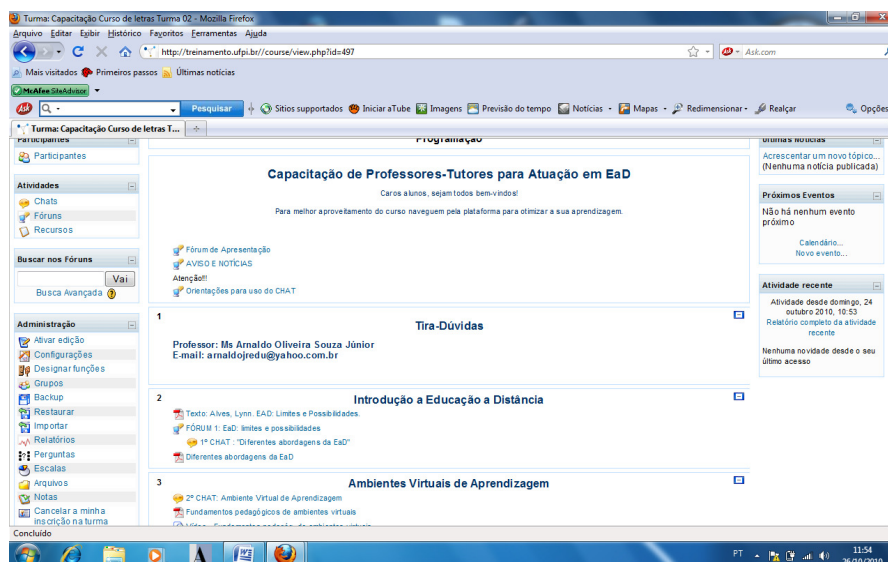 Turma: Capacitação Curso de letras Turma 02 - Mozilla Firefox
Arquivo Editar Exibir Histórico Favoritos Ferramentas Ajuda
http://treinamento.ufpi.br//course/view.php?id=497
Ask.com
Mais visitados Primeiros passos Últimas notícias
McAfee SiteAdvisor
Ask
Pesquisar Sitios suportados Iniciar aTube Imagens Previsão do tempo Notícias Mapas Redimensionar Realçar Opções
Turma: Capacitação Curso de letras T...
Participantes
Participantes
Atividades
Chats
Fóruns
Recursos
Buscar nos Fóruns
Vai
Busca Avançada
Administração
Ativar edição
Configurações
Designar funções
Grupos
Backup
Restaurar
Importar
Relatórios
Perguntas
Escalas
Arquivos
Notas
Cancelar a minha
inscrição na turma
Programação
Capacitação de Professores-Tutores para Atuação em EaD
Caros alunos, sejam todos bem-vindos!
Para melhor aproveitamento do curso naveguem pela plataforma para otimizar a sua aprendizagem.
Fórum de Apresentação
AVISO E NOTÍCIAS
Atenção!!!
Orientações para uso do CHAT
1
Tira-Dúvidas
Professor: Ms Arnaldo Oliveira Souza Júnior
E-mail: arnaldojredu@yahoo.com.br
2
Introdução a Educação a Distância
Texto: Alves, Lynn. EAD: Limites e Possibilidades.
FÓRUM 1: EaD: limites e possibilidades
1º CHAT : "Diferentes abordagens da EaD"
Diferentes abordagens da EaD
3
Ambientes Virtuais de Aprendizagem
2º CHAT: Ambiente Virtual de Aprendizagem
Fundamentos pedagógicos de ambientes virtuais
Últimas Notícias
Acrescentar um novo tópico...
(Nenhuma notícia publicada)
Próximos Eventos
Não há nenhum evento
próximo
Calendário...
Novo evento...
Atividade recente
Atividade desde domingo, 24
outubro 2010, 10:53
Relatório completo da atividade
recente
Nenhuma novidade desde o seu
último acesso
Concluído
PT
11:54
26/10/2010